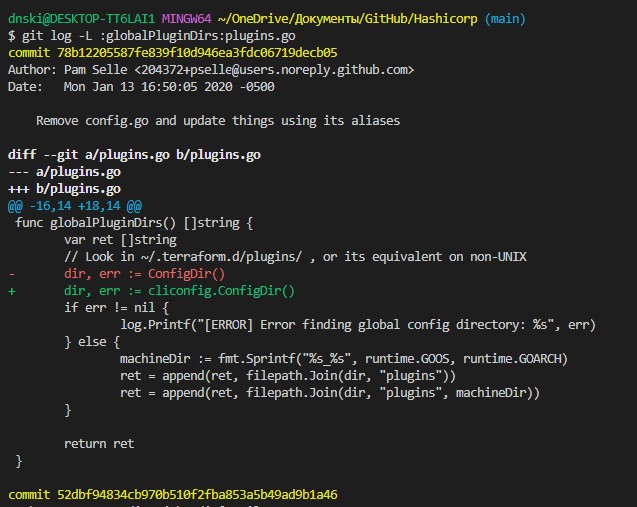 dnski@DESKTOP-TT6LAI1 MINGW64 ~/OneDrive/Документы/GitHub/Hashicorp (main)
$ git log -L :globalPluginDirs:plugins.go
commit 78b12205587fe839f10d946ea3fdc06719decb05
Author: Pam Selle <204372+pselle@users.noreply.github.com>
Date:   Mon Jan 13 16:50:05 2020 -0500

    Remove config.go and update things using its aliases

diff --git a/plugins.go b/plugins.go
--- a/plugins.go
+++ b/plugins.go
@@ -16,14 +18,14 @@
 func globalPluginDirs() []string {
        var ret []string
        // Look in ~/.terraform.d/plugins/ , or its equivalent on non-UNIX
-       dir, err := ConfigDir()
+       dir, err := cliconfig.ConfigDir()
        if err != nil {
                log.Printf("[ERROR] Error finding global config directory: %s", err)
        } else {
                machineDir := fmt.Sprintf("%s_%s", runtime.GOOS, runtime.GOARCH)
                ret = append(ret, filepath.Join(dir, "plugins"))
                ret = append(ret, filepath.Join(dir, "plugins", machineDir))
        }

        return ret
 }

commit 52dbf94834cb970b510f2fba853a5b49ad9b1a46